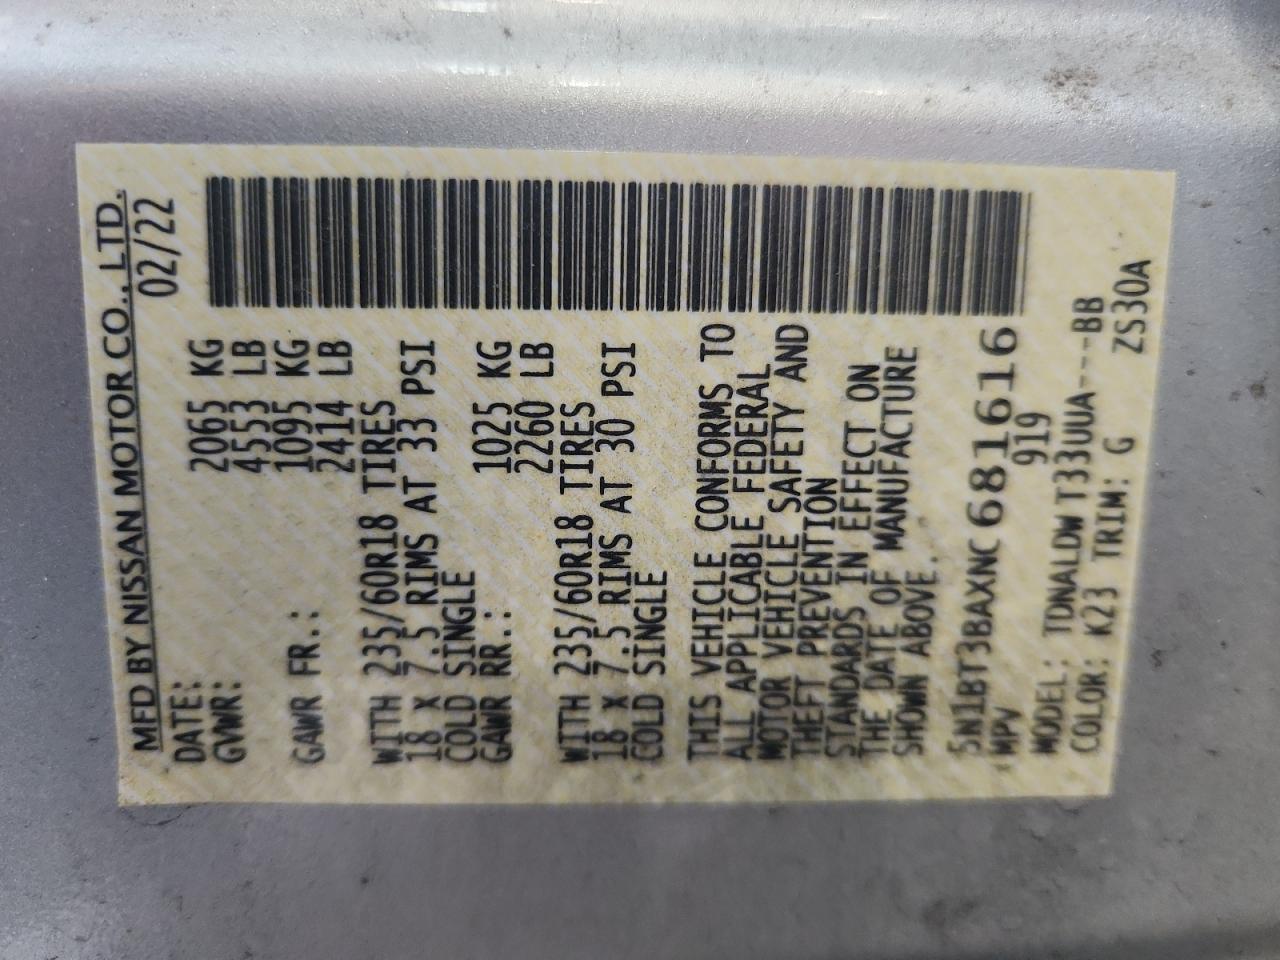 MFD BY NISSAN MOTOR CO., LTD.
DATE: 02/22
GVWR: 2065 KG
4553 LB
GAWR FR.: 1095 KG
2414 LB
WITH 235/60R18 TIRES
18 X 7.5 RIMS AT 33 PSI
COLD SINGLE
GAWR RR.: 1025 KG
2260 LB
WITH 235/60R18 TIRES
18 X 7.5 RIMS AT 30 PSI
COLD SINGLE
THIS VEHICLE CONFORMS TO
ALL APPLICABLE FEDERAL
MOTOR VEHICLE SAFETY AND
THEFT PREVENTION
STANDARDS IN EFFECT ON
THE DATE OF MANUFACTURE
SHOWN ABOVE.
5N1BT3BAXNC681616
MPV 919
MODEL: TDNALDW T33UUA---BB
COLOR: K23 TRIM: G ZS30A